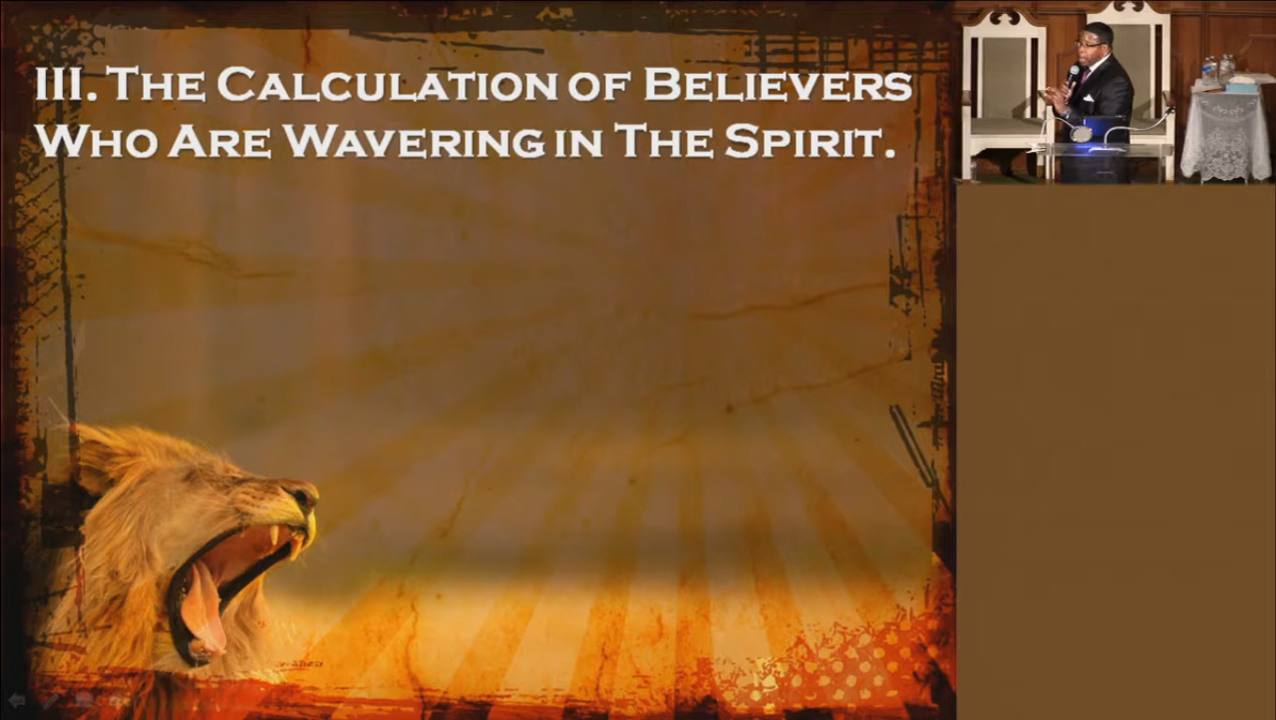 III. The Calculation of Believers
Who Are Wavering in The Spirit.